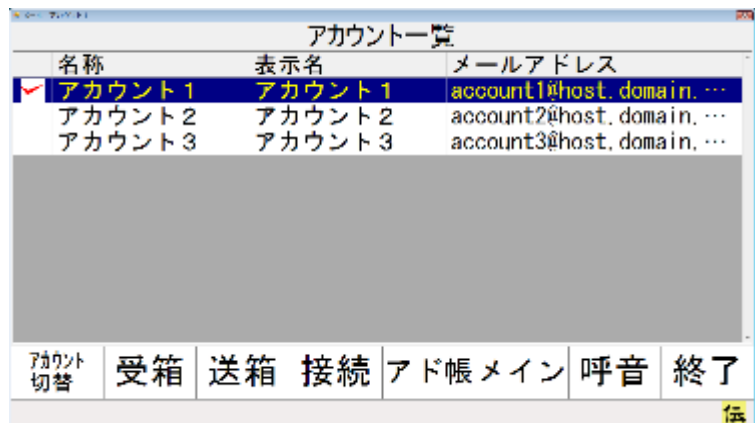 アカウント一覧
名称 表示名 メールアドレス
アカウント1 アカウント1 account1@host.domain.…
アカウント2 アカウント2 account2@host.domain.…
アカウント3 アカウント3 account3@host.domain.…
アカウント切替 受箱 送箱 接続 アド帳 メイン 呼音 終了
伝